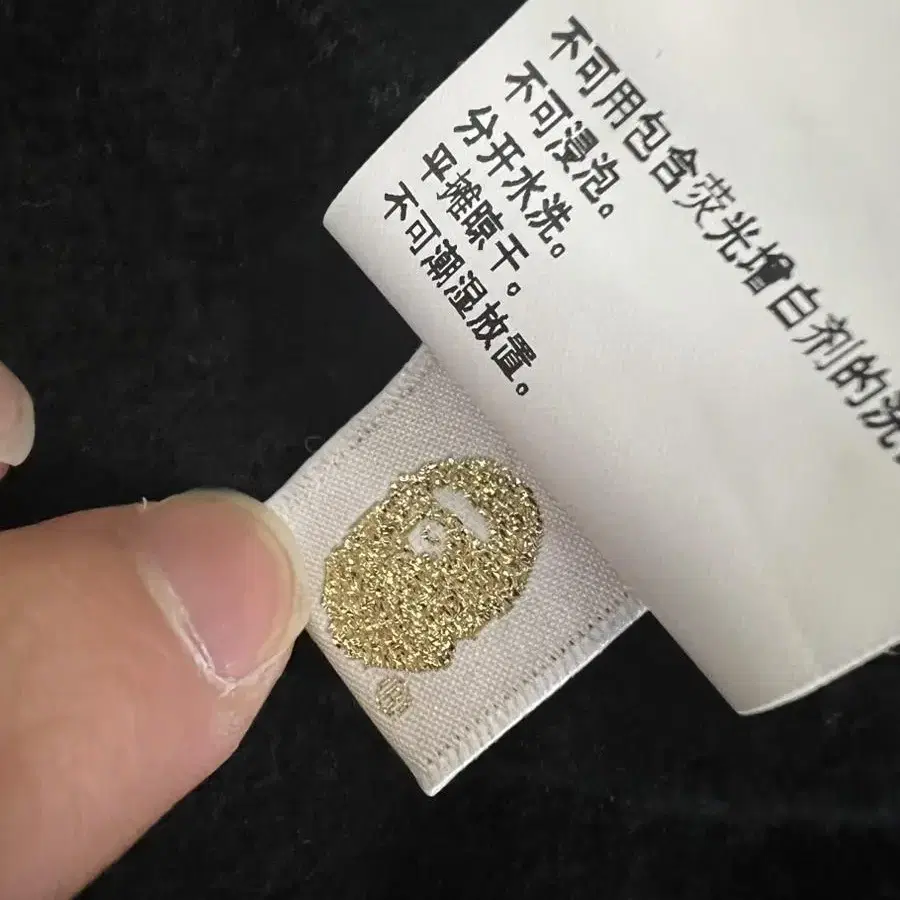 不可用包含荧光增白剂的洗
不可浸泡。
分开水洗。
平摊晾干。
不可潮湿放置。